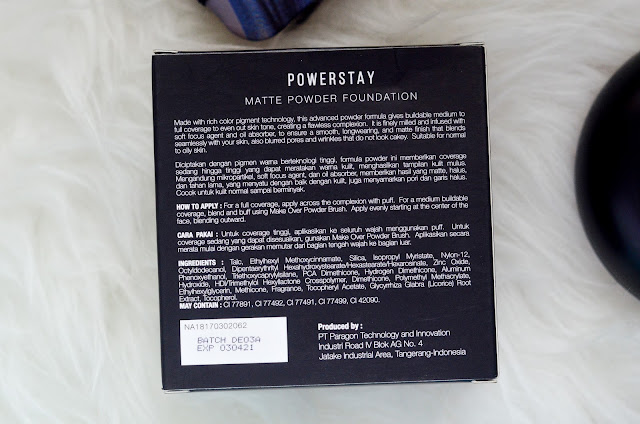 POWERSTAY
MATTE POWDER FOUNDATION
Made with rich color pigment technology, this advanced powder formula gives buildable medium to
full coverage to even out skin tone, creating a flawless complexion. It is finely milled and infused with
soft focus agent and oil absorber, to ensure a smooth, longwearing, and matte finish that blends
seamlessly with your skin, also blurred pores and wrinkles that do not look cakey. Suitable for normal
to oily skin.
Diciptakan dengan pigmen warna berteknologi tinggi, formula powder ini memberikan coverage
sedang hingga tinggi yang dapat meratakan warna kulit, menghasilkan tampilan kulit mulus.
Mengandung mikropartikel, soft focus agent, dan oil absorber, memberikan hasil yang matte, halus,
dan tahan lama, yang menyatu dengan baik dengan kulit, juga menyamarkan pori dan garis halus.
Cocok untuk kulit normal sampai berminyak.
HOW TO APPLY : For a full coverage, apply across the complexion with puff. For a medium buildable
coverage, blend and buff using Make Over Powder Brush. Apply evenly starting at the center of the
face, blending outward.
CARA PAKAI : Untuk coverage tinggi, aplikasikan ke seluruh wajah menggunakan puff. Untuk
coverage sedang yang dapat disesuaikan, gunakan Make Over Powder Brush. Aplikasikan secara
merata mulai dengan gerakan memutar dari bagian tengah wajah ke bagian luar.
INGREDIENTS : Talc, Ethylhexyl Methoxycinnamate, Silica, Isopropyl Myristate, Nylon-12,
Octyldodecanol, Dipentaerythrityl Hexahydroxystearate/Hexastearate/Hexarosinate, Zinc Oxide,
Phenoxyethanol, Triethoxycaprylylsilane, PCA Dimethicone, Hydrogen Dimethicone, Aluminum
Hydroxide, HDI/Trimethylol Hexyllactone Crosspolymer, Dimethicone, Polymethyl Methacrylate,
Ethylhexylglycerin, Methicone, Fragrance, Tocopheryl Acetate, Glycyrrhiza Glabra (Licorice) Root
Extract, Tocopherol.
MAY CONTAIN : CI 77891, CI 77492, CI 77491, CI 77499, CI 42090.
NA18170302062
BATCH DE03A
EXP 030421
Produced by :
PT Paragon Technology and Innovation
Industri Road IV Blok AG No. 4
Jatake Industrial Area, Tangerang-Indonesia